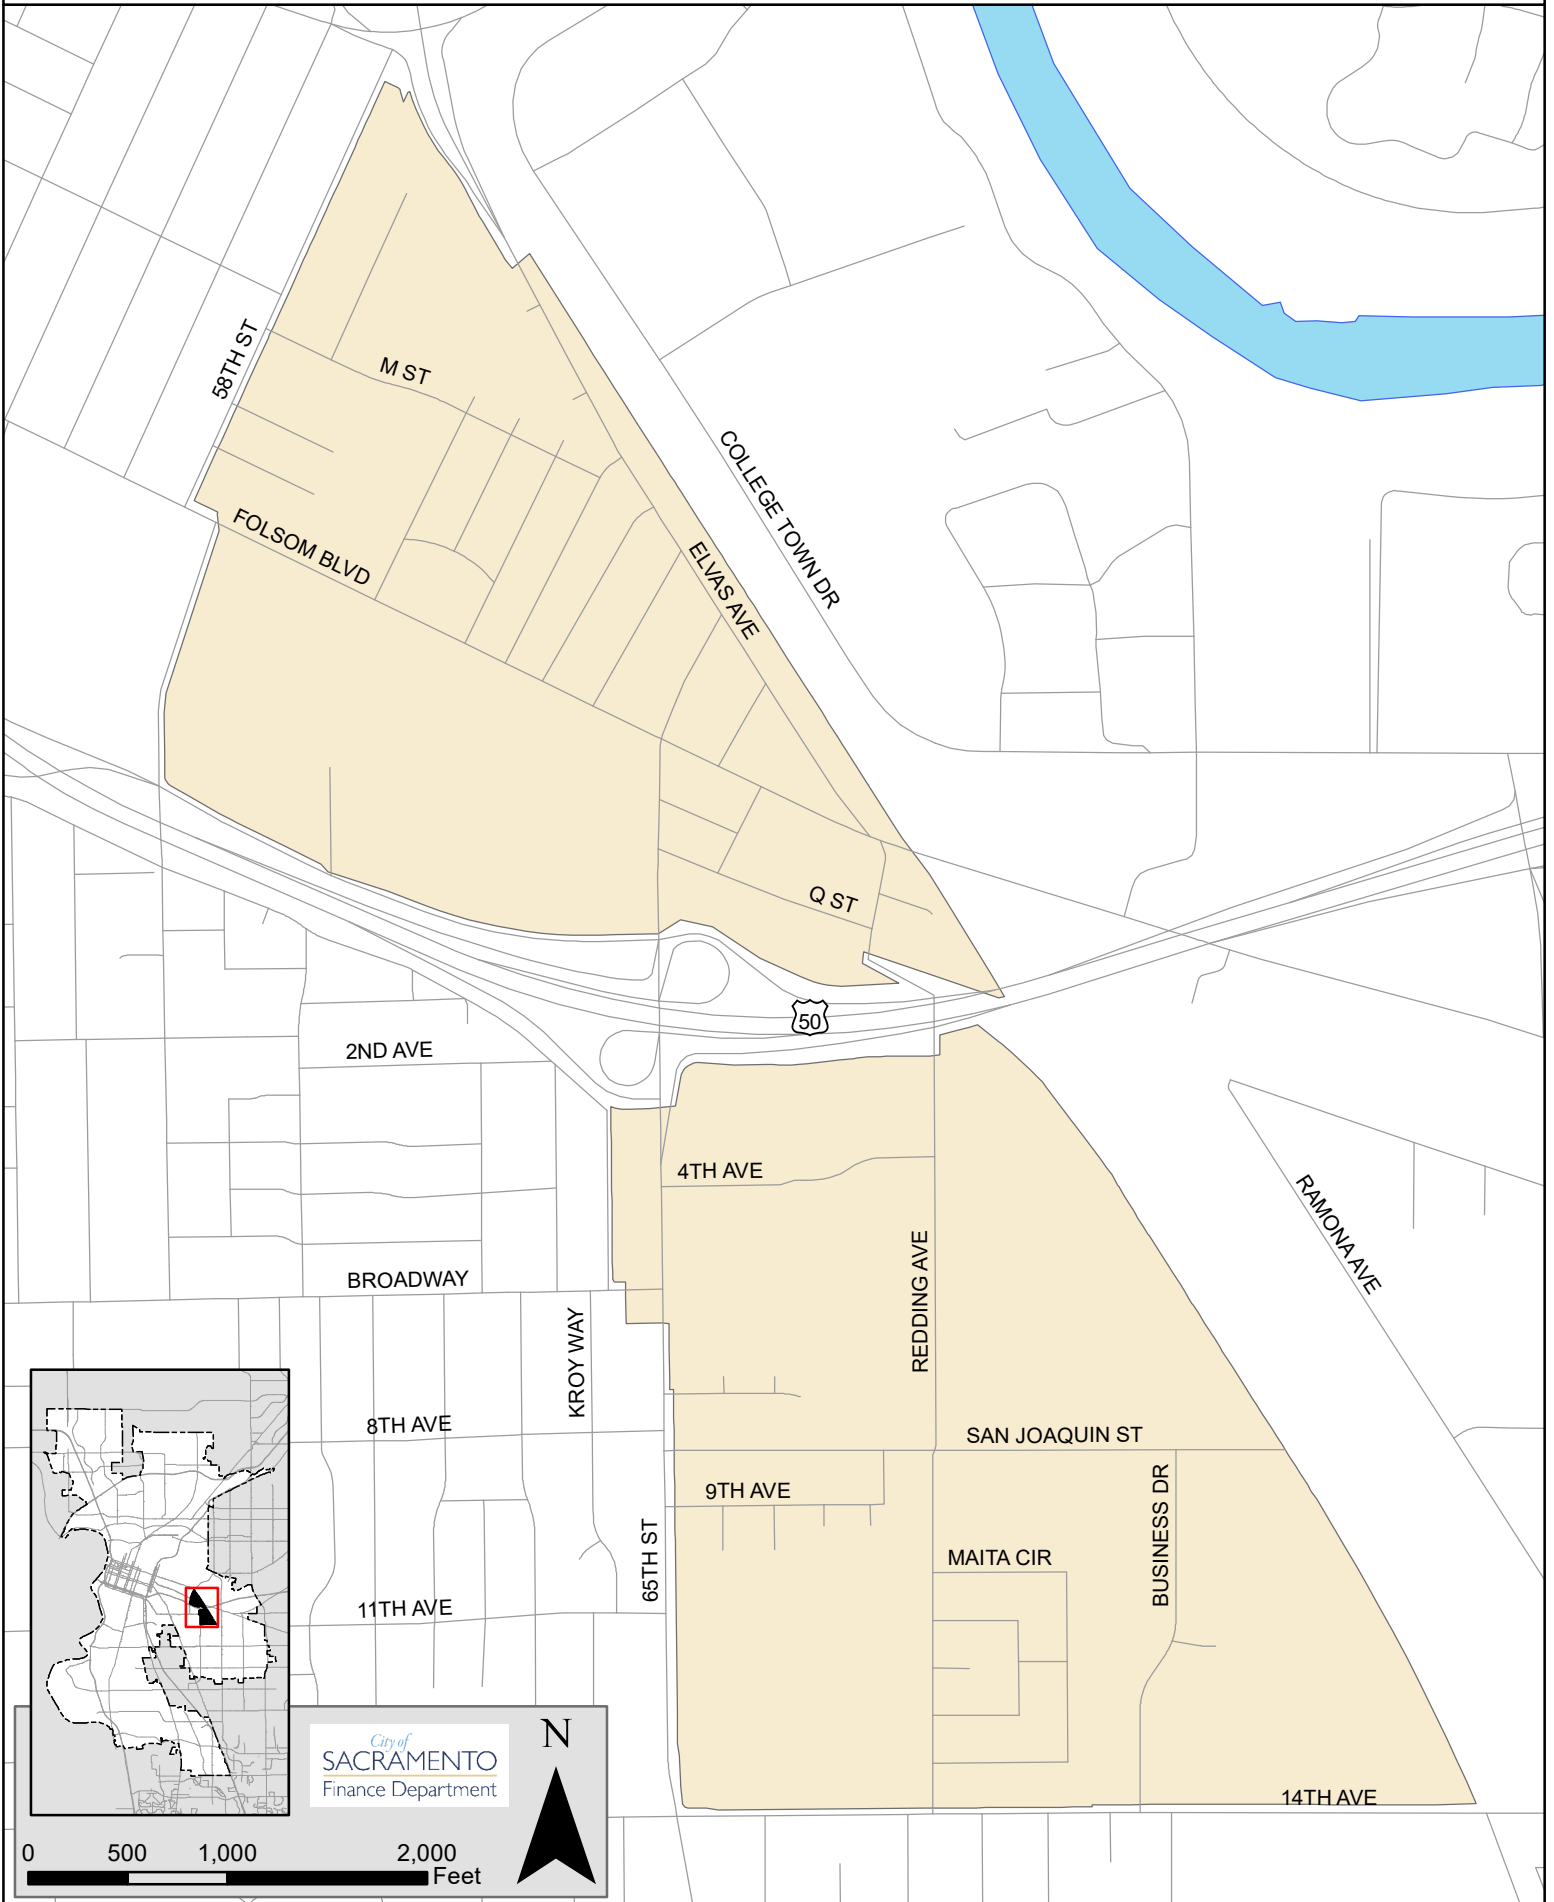 58TH ST
M ST
COLLEGE TOWN DR
FOLSOM BLVD
ELVAS AVE
Q ST
50
2ND AVE
4TH AVE
RAMONA AVE
REDDING AVE
BROADWAY
KROY WAY
8TH AVE
SAN JOAQUIN ST
9TH AVE
BUSINESS DR
65TH ST
MAITA CIR
11TH AVE
14TH AVE
City of
SACRAMENTO
Finance Department
N
0 500 1,000 2,000
Feet